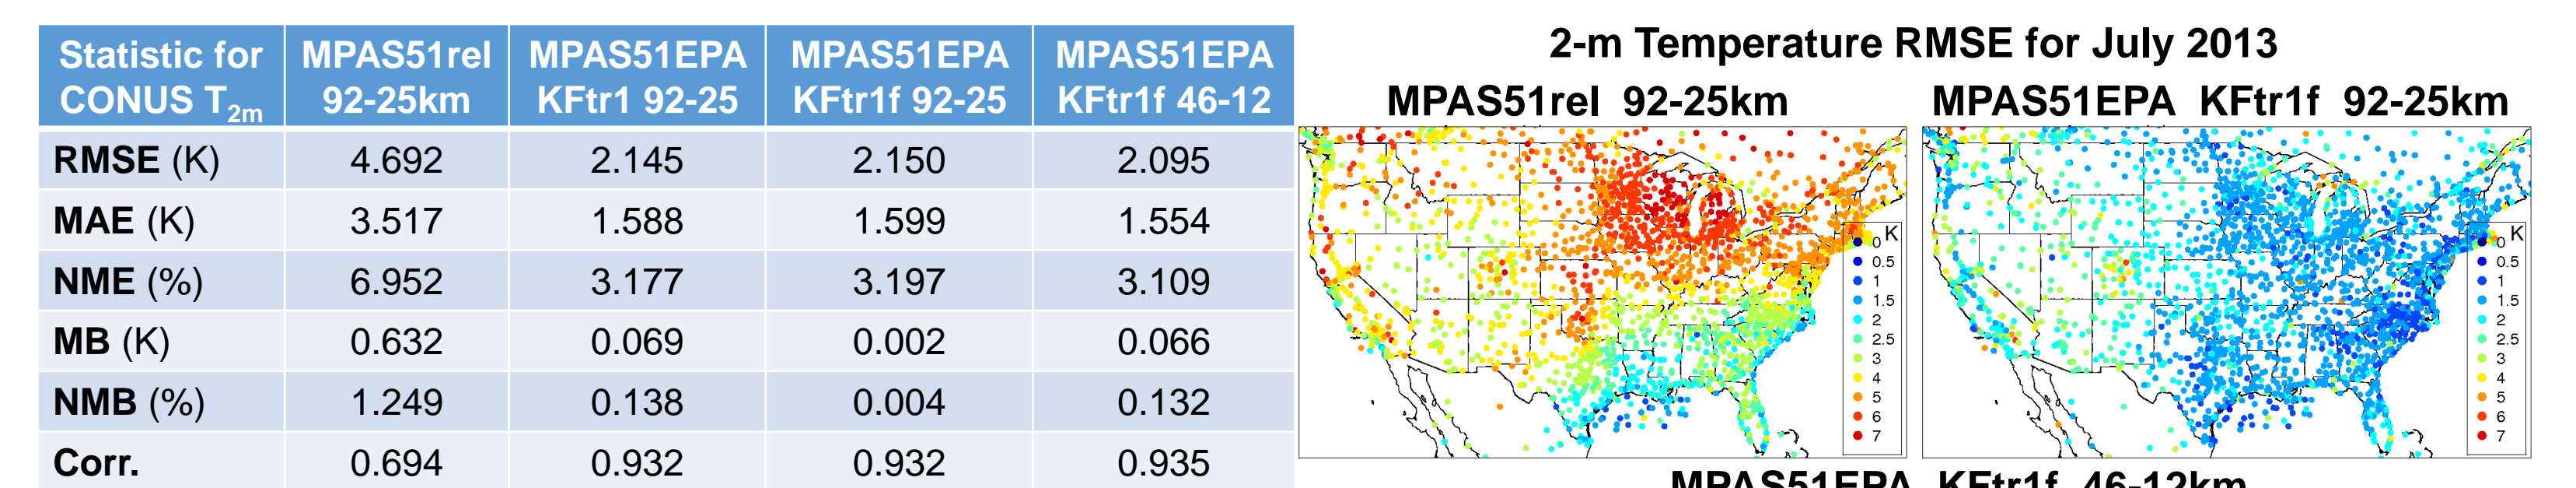 Statistic for CONUS T2m | MPAS51rel 92-25km | MPAS51EPA KFtr1 92-25 | MPAS51EPA KFtr1f 92-25 | MPAS51EPA KFtr1f 46-12
RMSE (K) | 4.692 | 2.145 | 2.150 | 2.095
MAE (K) | 3.517 | 1.588 | 1.599 | 1.554
NME (%) | 6.952 | 3.177 | 3.197 | 3.109
MB (K) | 0.632 | 0.069 | 0.002 | 0.066
NMB (%) | 1.249 | 0.138 | 0.004 | 0.132
Corr. | 0.694 | 0.932 | 0.932 | 0.935
2-m Temperature RMSE for July 2013
MPAS51rel 92-25km
K
0
0.5
1
1.5
2
2.5
3
4
5
6
7
MPAS51EPA KFtr1f 92-25km
K
0
0.5
1
1.5
2
2.5
3
4
5
6
7
MPAS51EPA KFtr1f 46-12km